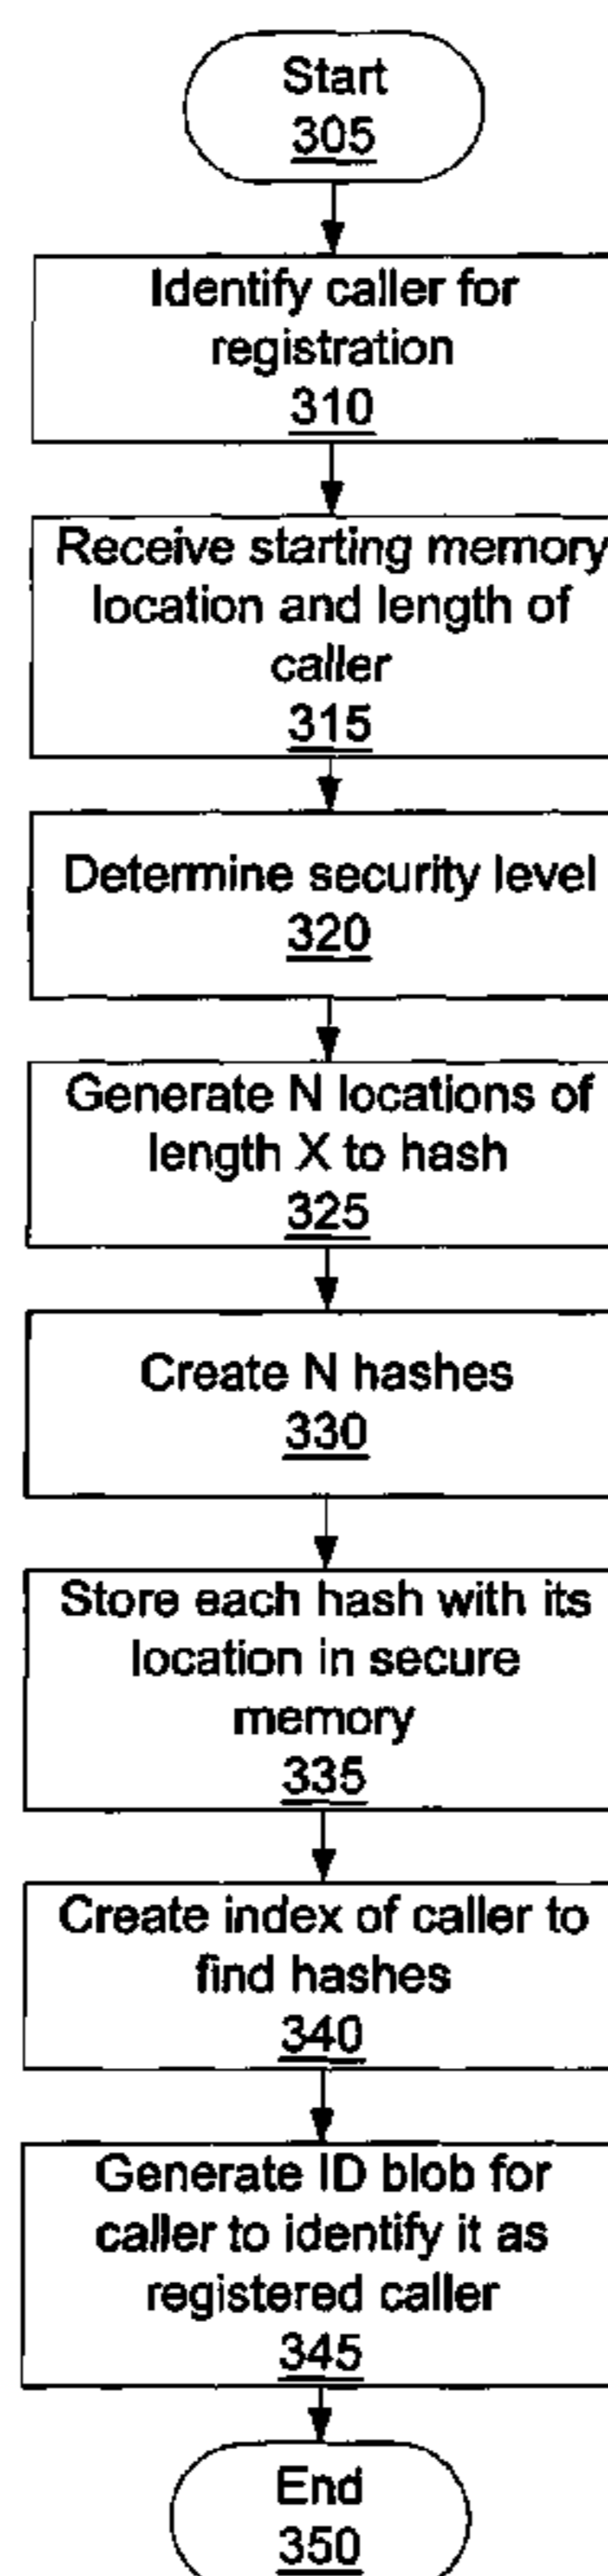 Start
305
Identify caller for
registration
310
Receive starting memory
location and length of
caller
315
Determine security level
320
Generate N locations of
length X to hash
325
Create N hashes
330
Store each hash with its
location in secure
memory
335
Create index of caller to
find hashes
340
Generate ID blob for
caller to identify it as
registered caller
345
End
350